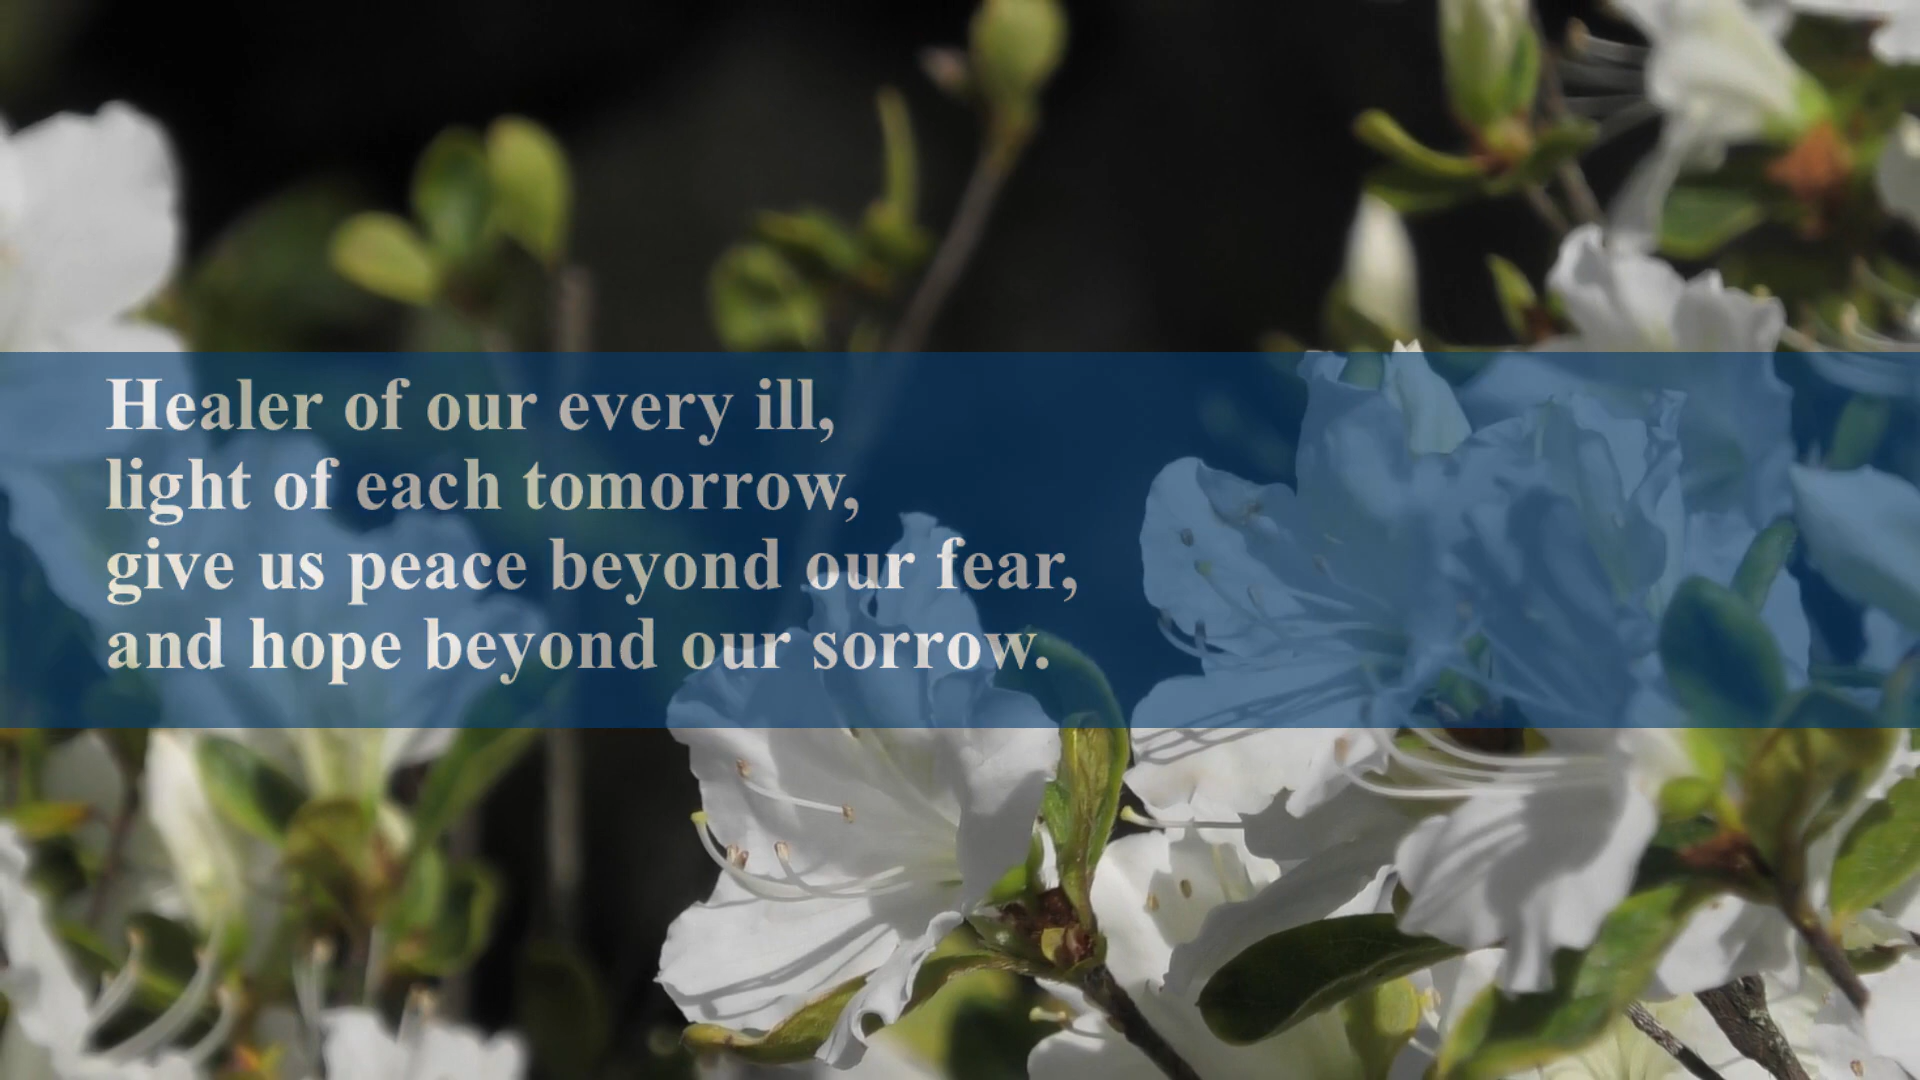 Healer of our every ill,
light of each tomorrow,
give us peace beyond our fear,
and hope beyond our sorrow.